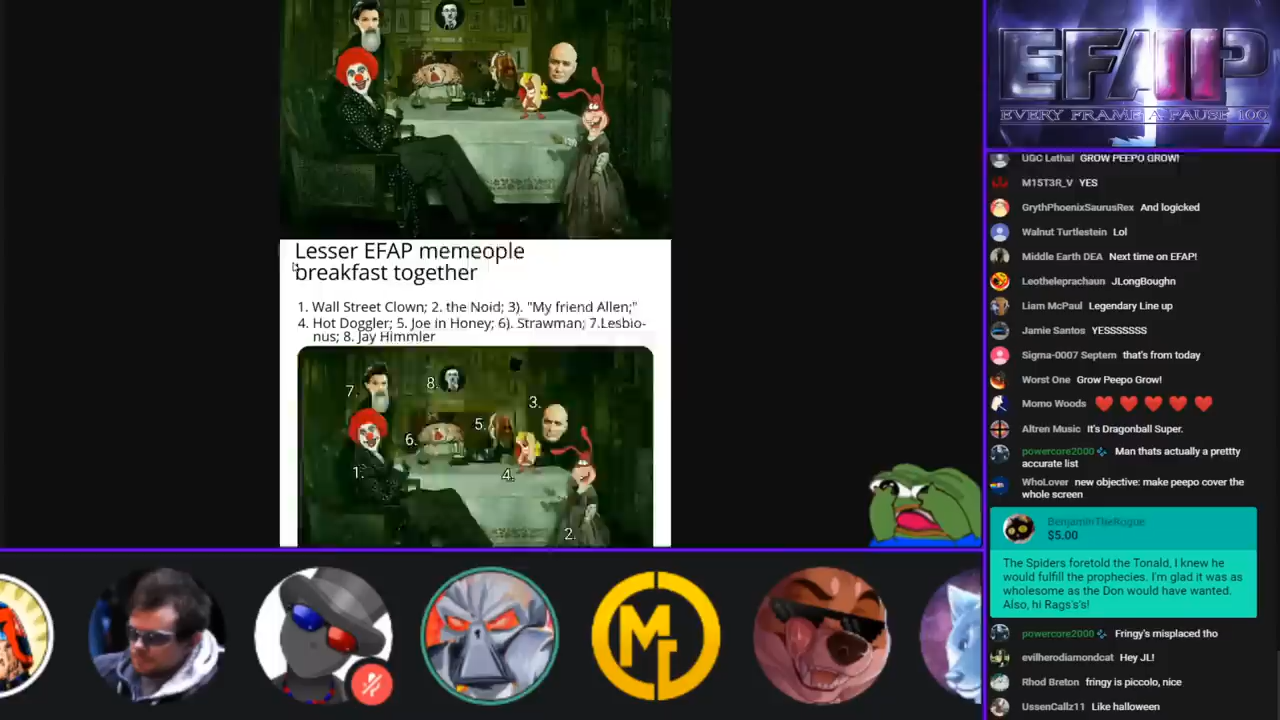 Lesser EFAP memeople
breakfast together
1. Wall Street Clown; 2. the Noid; 3). "My friend Allen;"
4. Hot Doggler; 5. Joe in Honey; 6). Strawman; 7.Lesbio-
nus; 8. Jay Himmler
7.
8.
3.
6.
5.
1.
4.
2.
MG
EFAP
EVERY FRAME A PAUSE 100
UGC Lethal GROW PEEPO GROW!
M15T3R_V YES
GrythPhoenixSaurusRex And logicked
Walnut Turtlestein Lol
Middle Earth DEA Next time on EFAP!
Leotheleprachaun JLongBoughn
Liam McPaul Legendary Line up
Jamie Santos YESSSSSSS
Sigma-0007 Septem that's from today
Worst One Grow Peepo Grow!
Momo Woods
Altren Music It's Dragonball Super.
powercore2000 Man thats actually a prettty
accurate list
WhoLover new objective: make peepo cover the
whole screen
BenjaminTheRogue
$5.00
The Spiders foretold the Tonald, I knew he
would fulfill the prophecies. I'm glad it was as
wholesome as the Don would have wanted.
Also, hi Rags's's!
powercore2000 Fringy's misplaced tho
evilherodiamondcat Hey JL!
Rhod Breton fringy is piccolo, nice
UssenCallz11 Like halloween